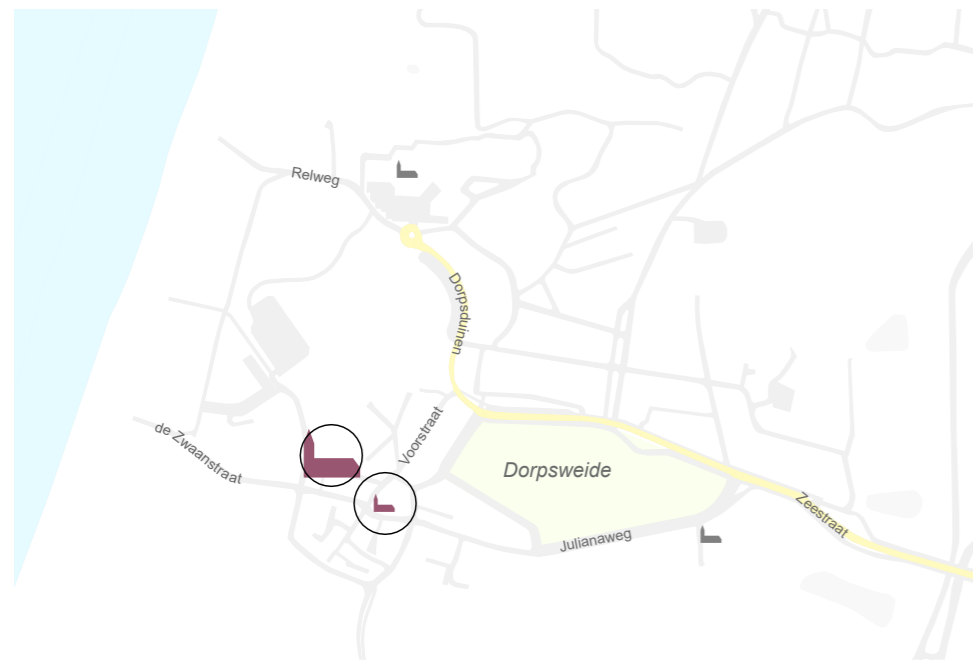 Relweg
Dorpsduinen
de Zwaanstraat
Voorstraat
Dorpsweide
Zeestraat
Julianaweg